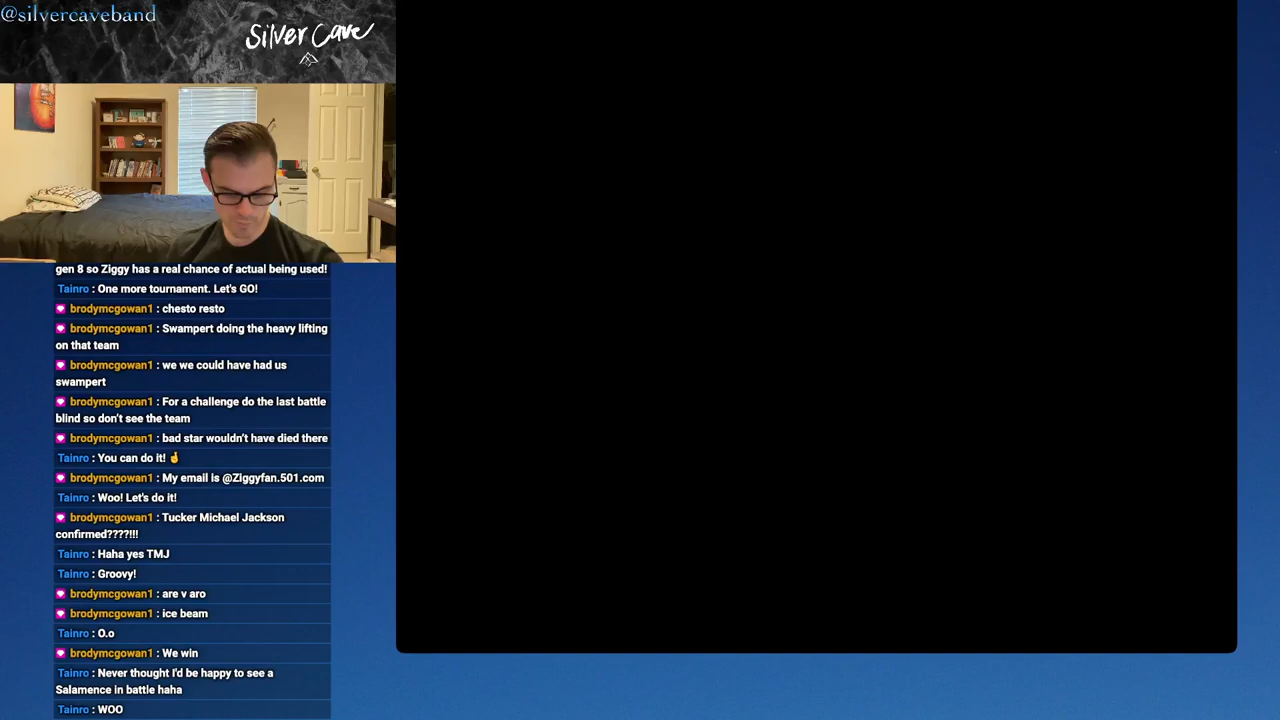 @silvercaveband
Silver Cave
gen 8 so Ziggy has a real chance of actual being used!
Tainro : One more tournament. Let's GO!
brodymcgowan1 : chesto resto
brodymcgowan1 : Swampert doing the heavy lifting
on that team
brodymcgowan1 : we we could have had us
swampert
brodymcgowan1 : For a challenge do the last battle
blind so don't see the team
brodymcgowan1 : bad star wouldn't have died there
Tainro : You can do it! 🤞
brodymcgowan1 : My email is @Ziggyfan.501.com
Tainro : Woo! Let's do it!
brodymcgowan1 : Tucker Michael Jackson
confirmed????!!!
Tainro : Haha yes TMJ
Tainro : Groovy!
brodymcgowan1 : are v aro
brodymcgowan1 : ice beam
Tainro : O.o
brodymcgowan1 : We win
Tainro : Never thought I'd be happy to see a
Salamence in battle haha
Tainro : WOO